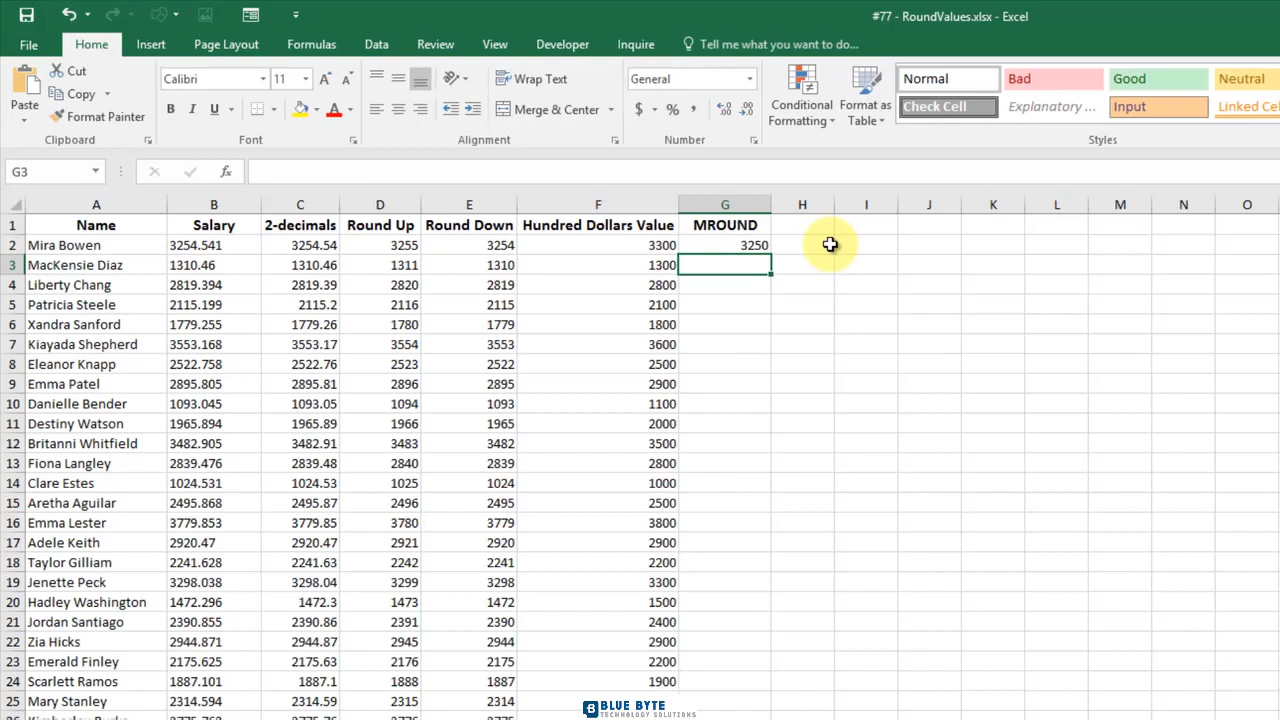 #77 - RoundValues.xlsx - Excel
File Home Insert Page Layout Formulas Data Review View Developer Inquire Tell me what you want to do...
Paste
Cut
Copy
Format Painter
Clipboard
Calibri 11
B I U
Font
Wrap Text
Merge & Center
Alignment
General
$ % ,
Number
Conditional Formatting
Format as Table
Normal Bad Good Neutral
Check Cell Explanatory ... Input Linked Cel
Styles
G3 fx
A B C D E F G H I J K L M N O
1 Name Salary 2-decimals Round Up Round Down Hundred Dollars Value MROUND
2 Mira Bowen 3254.541 3254.54 3255 3254 3300 3250
3 MacKensie Diaz 1310.46 1310.46 1311 1310 1300
4 Liberty Chang 2819.394 2819.39 2820 2819 2800
5 Patricia Steele 2115.199 2115.2 2116 2115 2100
6 Xandra Sanford 1779.255 1779.26 1780 1779 1800
7 Kiayada Shepherd 3553.168 3553.17 3554 3553 3600
8 Eleanor Knapp 2522.758 2522.76 2523 2522 2500
9 Emma Patel 2895.805 2895.81 2896 2895 2900
10 Danielle Bender 1093.045 1093.05 1094 1093 1100
11 Destiny Watson 1965.894 1965.89 1966 1965 2000
12 Britanni Whitfield 3482.905 3482.91 3483 3482 3500
13 Fiona Langley 2839.476 2839.48 2840 2839 2800
14 Clare Estes 1024.531 1024.53 1025 1024 1000
15 Aretha Aguilar 2495.868 2495.87 2496 2495 2500
16 Emma Lester 3779.853 3779.85 3780 3779 3800
17 Adele Keith 2920.47 2920.47 2921 2920 2900
18 Taylor Gilliam 2241.628 2241.63 2242 2241 2200
19 Jenette Peck 3298.038 3298.04 3299 3298 3300
20 Hadley Washington 1472.296 1472.3 1473 1472 1500
21 Jordan Santiago 2390.855 2390.86 2391 2390 2400
22 Zia Hicks 2944.871 2944.87 2945 2944 2900
23 Emerald Finley 2175.625 2175.63 2176 2175 2200
24 Scarlett Ramos 1887.101 1887.1 1888 1887 1900
25 Mary Stanley 2314.594 2314.59 2315 2314
BLUE BYTE
TECHNOLOGY SOLUTIONS